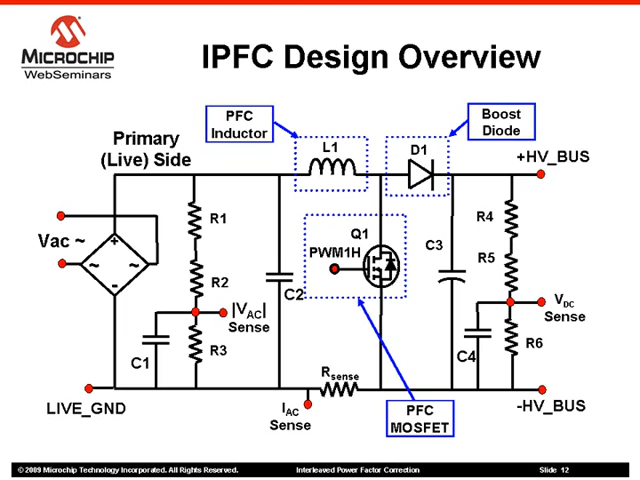 MICROCHIP
WebSeminars
IPFC Design Overview
PFC
Inductor
Boost
Diode
Primary
(Live) Side
L1
D1
+HV_BUS
R1
R4
Vac ~
+
~
~
-
Q1
PWM1H
C3
R5
R2
C2
|VAC|
Sense
VDC
Sense
C1
R3
C4
R6
Rsense
LIVE_GND
IAC
Sense
PFC
MOSFET
-HV_BUS
© 2009 Microchip Technology Incorporated. All Rights Reserved.
Interleaved Power Factor Correction
Slide 12